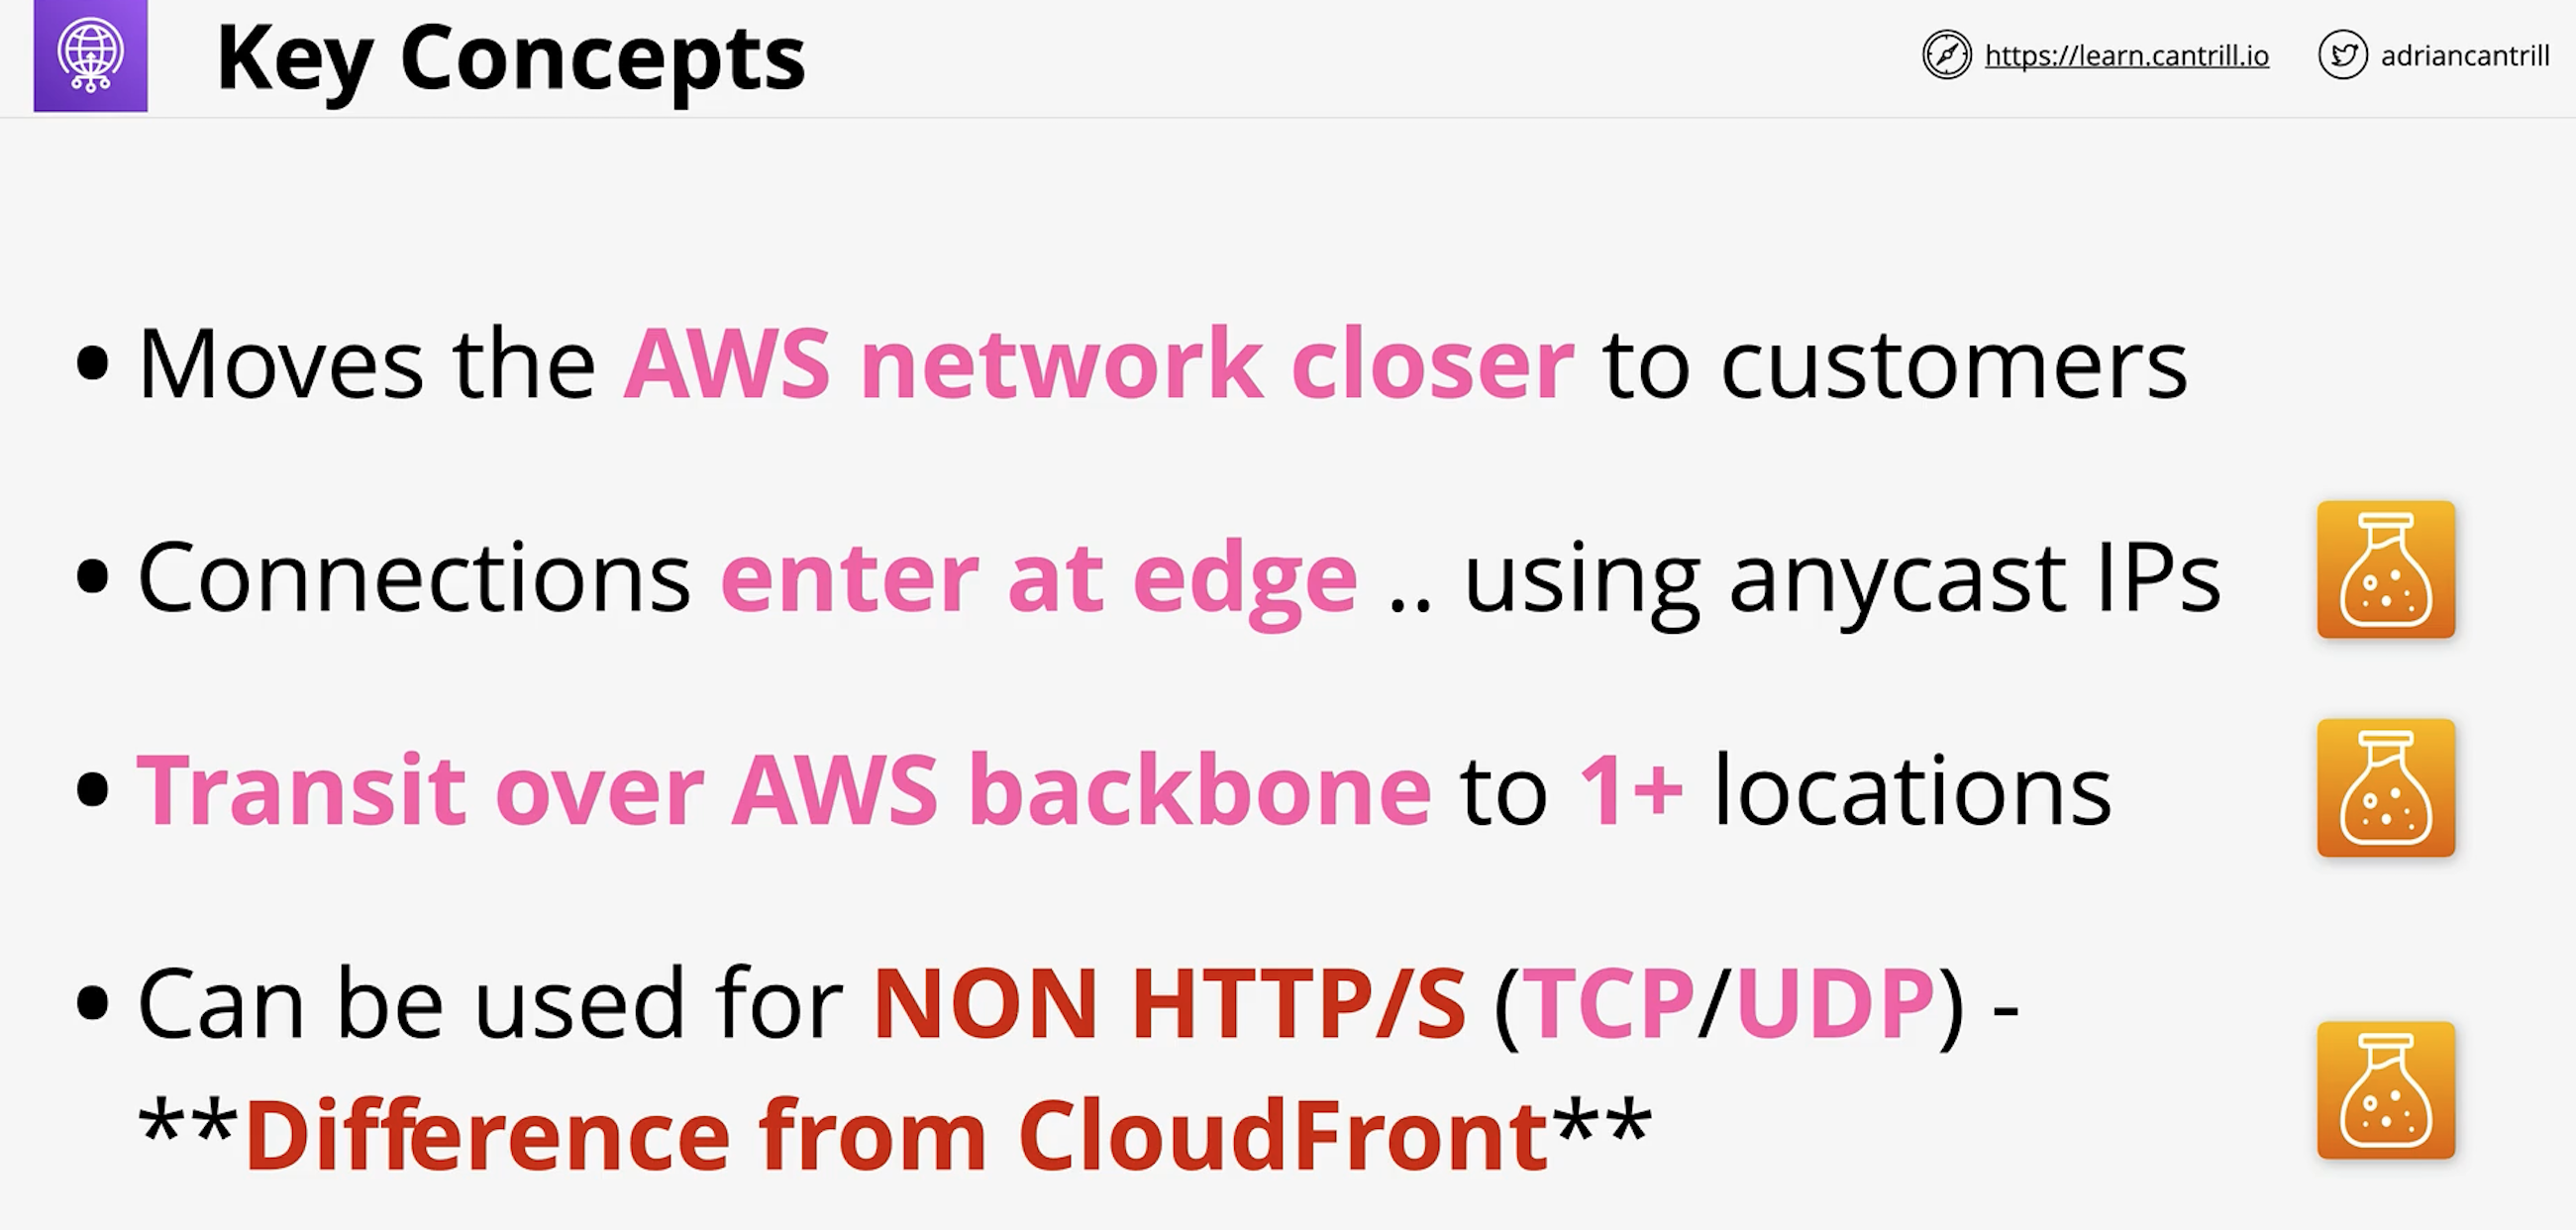 Key Concepts
https://learn.cantrill.io
adriancantrill
• Moves the AWS network closer to customers
• Connections enter at edge .. using anycast IPs
• Transit over AWS backbone to 1+ locations
• Can be used for NON HTTP/S (TCP/UDP) -
**Difference from CloudFront**